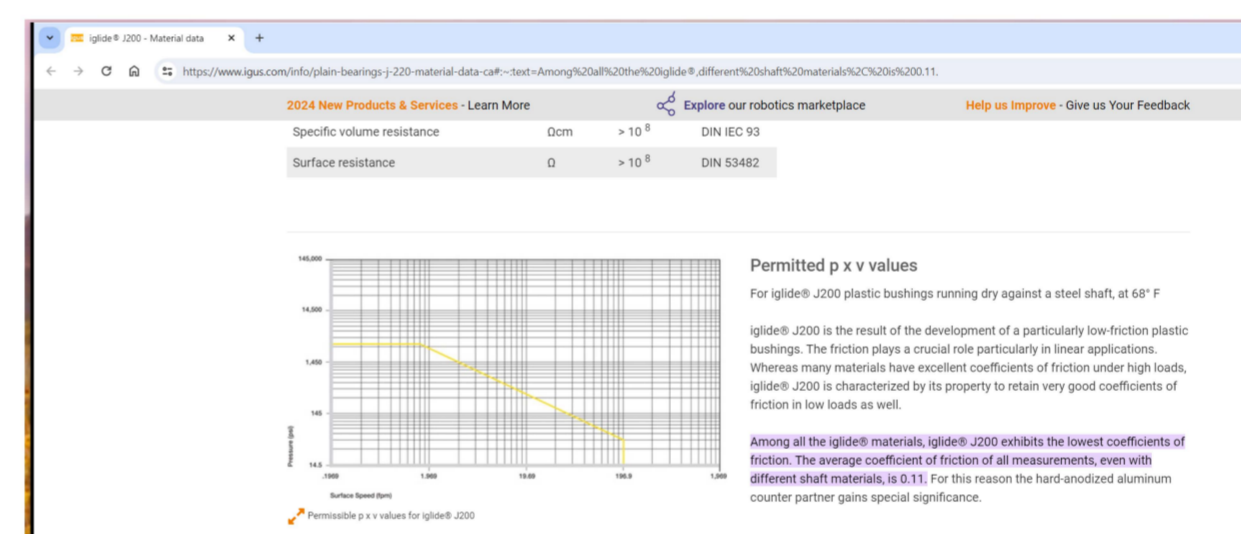 iglide® J200 - Material data
https://www.igus.com/info/plain-bearings-j-220-material-data-ca#:~:text=Among%20all%20the%20iglide®,different%20shaft%20materials%2C%20is%200.11.
2024 New Products & Services - Learn More
Explore our robotics marketplace
Help us Improve - Give us Your Feedback
Specific volume resistance Ωcm > 10 8 DIN IEC 93
Surface resistance Ω > 10 8 DIN 53482
145,000
14,500
1,450
145
14.5
Pressure (psi)
.1000 1.000 10.00 100.0 1,000
Surface Speed (fpm)
Permissible p x v values for iglide® J200
Permitted p x v values
For iglide® J200 plastic bushings running dry against a steel shaft, at 68° F
iglide® J200 is the result of the development of a particularly low-friction plastic
bushings. The friction plays a crucial role particularly in linear applications.
Whereas many materials have excellent coefficients of friction under high loads,
iglide® J200 is characterized by its property to retain very good coefficients of
friction in low loads as well.
Among all the iglide® materials, iglide® J200 exhibits the lowest coefficients of
friction. The average coefficient of friction of all measurements, even with
different shaft materials, is 0.11. For this reason the hard-anodized aluminum
counter partner gains special significance.